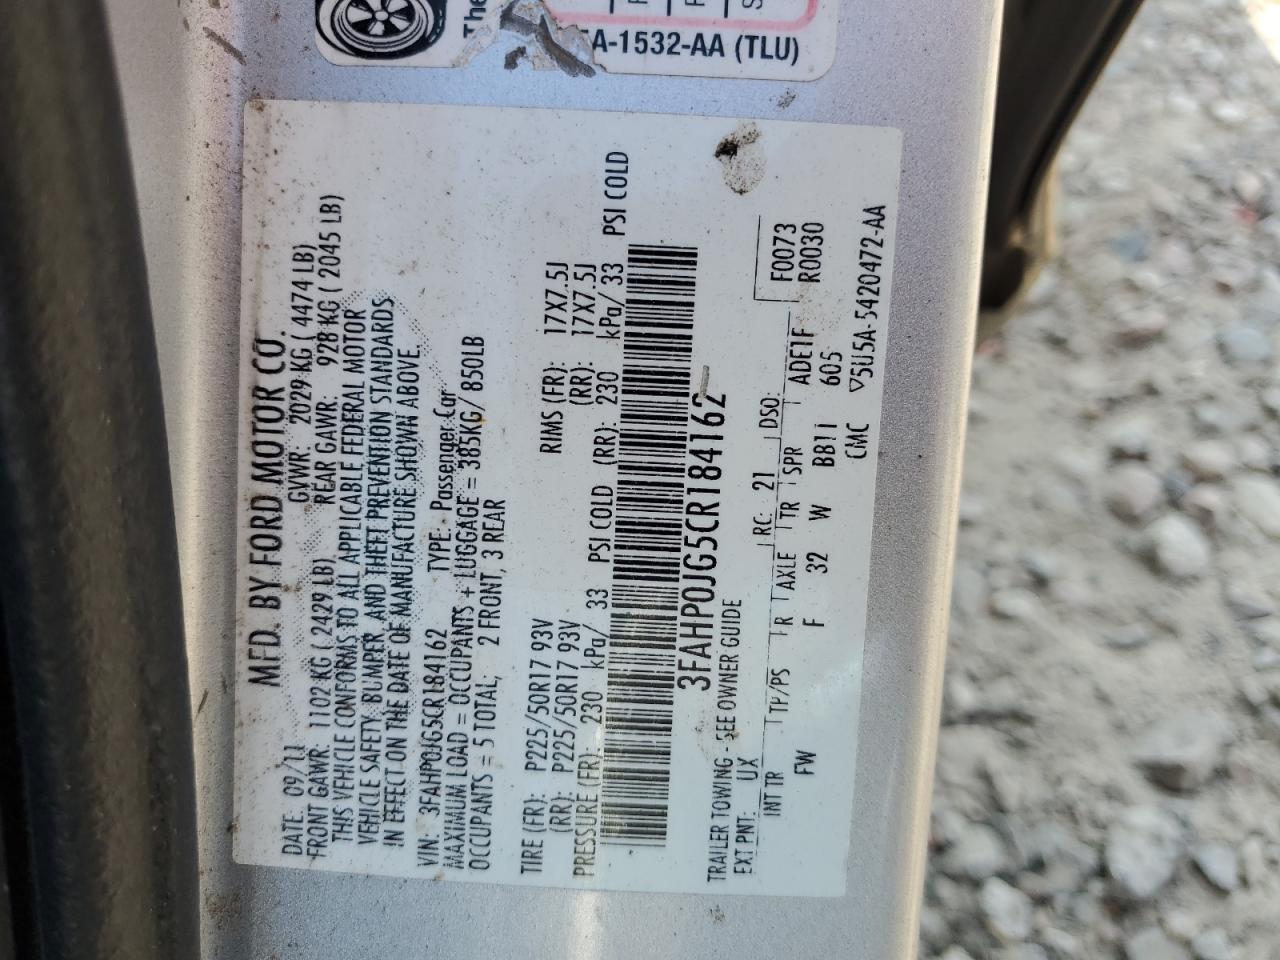 The
A-1532-AA (TLU)
MFD. BY FORD MOTOR CO.
DATE: 09/11 GVWR: 2029 KG ( 4474 LB)
FRONT GAWR: 1102 KG ( 2429 LB) REAR GAWR: 928 KG ( 2045 LB)
THIS VEHICLE CONFORMS TO ALL APPLICABLE FEDERAL MOTOR
VEHICLE SAFETY, BUMPER, AND THEFT PREVENTION STANDARDS
IN EFFECT ON THE DATE OF MANUFACTURE SHOWN ABOVE.
VIN: 3FAHP0JG5CR184162 TYPE: Passenger Car
MAXIMUM LOAD = OCCUPANTS + LUGGAGE = 385KG/ 850LB
OCCUPANTS = 5 TOTAL, 2 FRONT, 3 REAR
TIRE (FR): P225/50R17 93V RIMS (FR): 17X7.5J
(RR): P225/50R17 93V (RR): 17X7.5J
PRESSURE (FR): 230 kPa/ 33 PSI COLD (RR): 230 kPa/ 33 PSI COLD
3FAHP0JG5CR184162
TRAILER TOWING - SEE OWNER GUIDE
EXT PNT: UX RC: 21 DSO: F0073
INT TR TP/PS R AXLE TR SPR R0030
FW F 32 W BB11 ADE1F
CMC 605
▽5U5A-5420472-AA